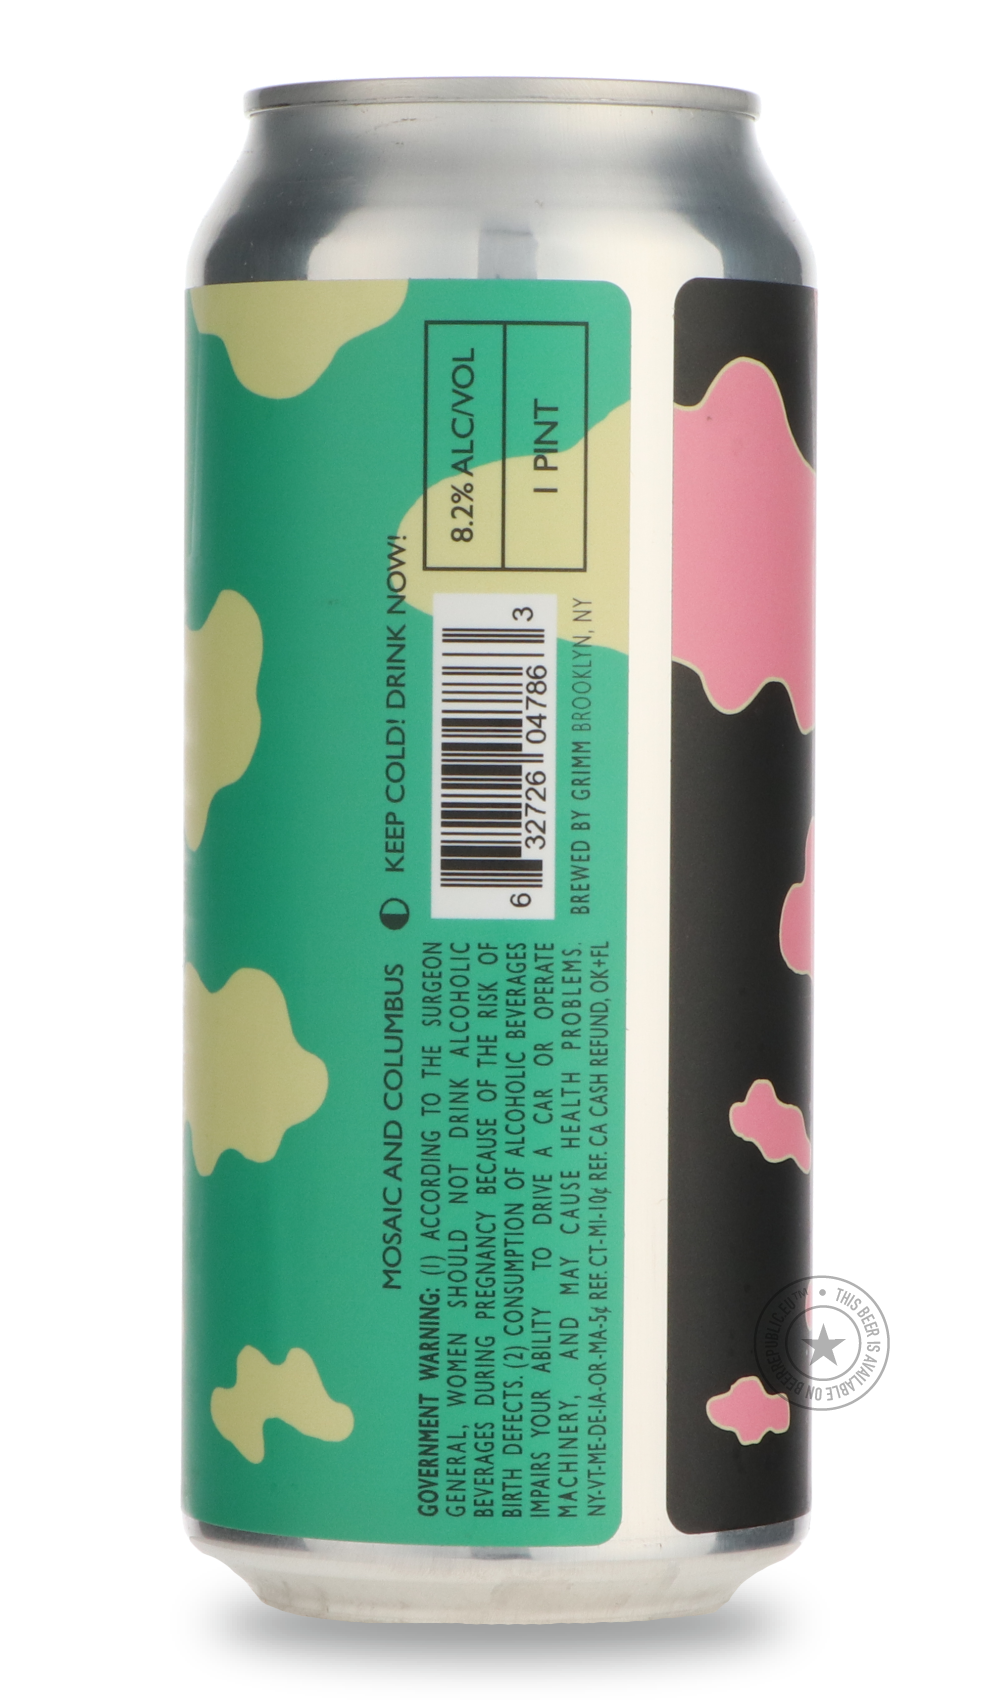 MOSAIC AND COLUMBUS
KEEP COLD! DRINK NOW!
GOVERNMENT WARNING: (1) ACCORDING TO THE SURGEON
GENERAL, WOMEN SHOULD NOT DRINK ALCOHOLIC
BEVERAGES DURING PREGNANCY BECAUSE OF THE RISK OF
BIRTH DEFECTS. (2) CONSUMPTION OF ALCOHOLIC BEVERAGES
IMPAIRS YOUR ABILITY TO DRIVE A CAR OR OPERATE
MACHINERY, AND MAY CAUSE HEALTH PROBLEMS.
NY-VT-ME-DE-IA-OR-MA-5¢ REF. CT-MI-10¢ REF. CA CASH REFUND, OK+FL
6 32726 04786 3
BREWED BY GRIMM BROOKLYN, NY
8.2% ALC/VOL
1 PINT
THIS BEER IS AVAILABLE ON BEERREPUBLIC.EU™